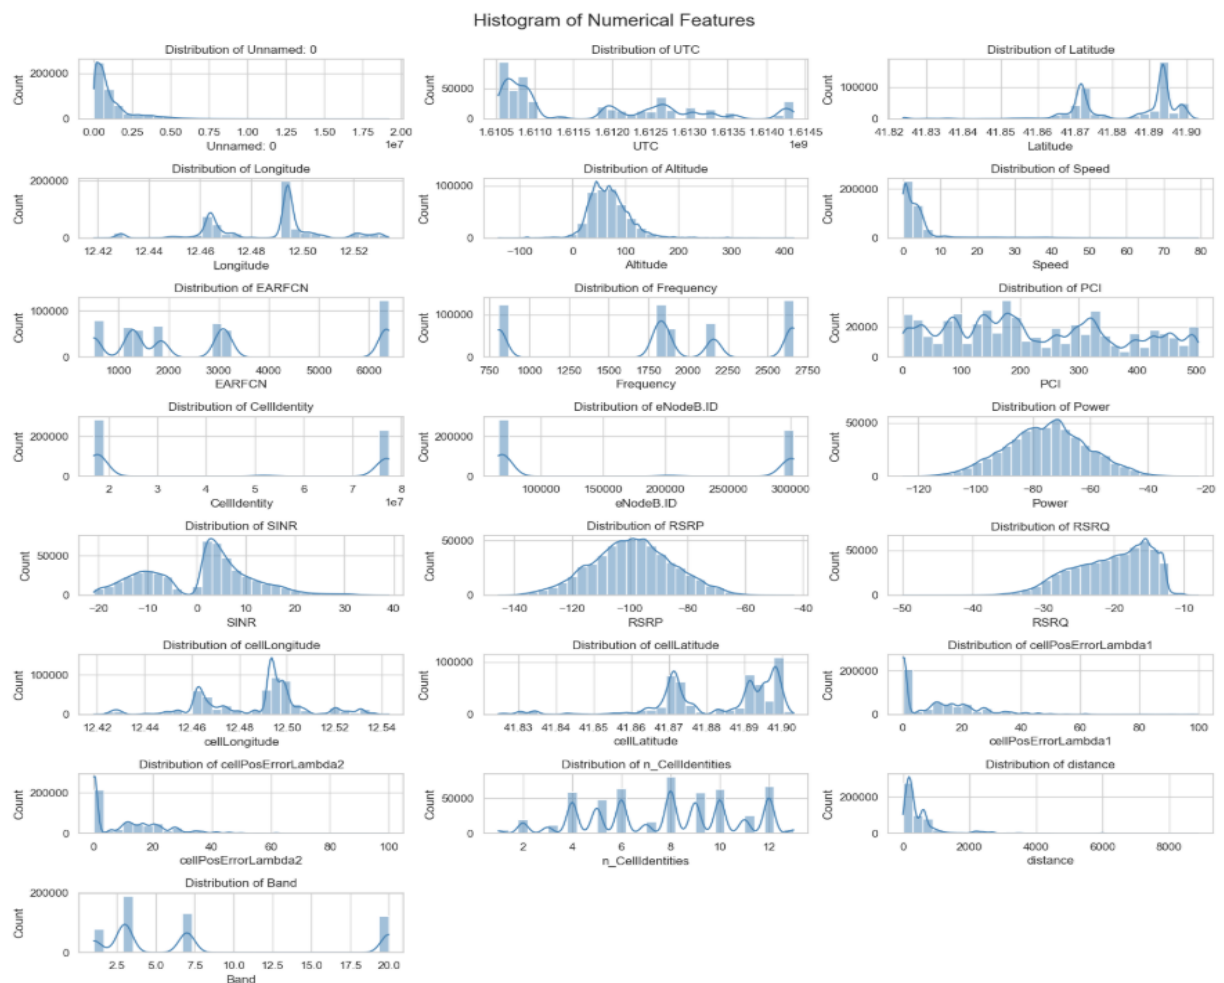 Histogram of Numerical Features
Distribution of Unnamed: 0
Count
200000
0
0.00 0.25 0.50 0.75 1.00 1.25 1.50 1.75 2.00
1e7
Unnamed: 0
Distribution of UTC
Count
50000
0
1.6105 1.6110 1.6115 1.6120 1.6125 1.6130 1.6135 1.6140 1.6145
1e9
UTC
Distribution of Latitude
Count
100000
0
41.82 41.83 41.84 41.85 41.86 41.87 41.88 41.89 41.90
Latitude
Distribution of Longitude
Count
200000
0
12.42 12.44 12.46 12.48 12.50 12.52
Longitude
Distribution of Altitude
Count
100000
50000
0
−100 0 100 200 300 400
Altitude
Distribution of Speed
Count
200000
0
0 10 20 30 40 50 60 70 80
Speed
Distribution of EARFCN
Count
100000
0
1000 2000 3000 4000 5000 6000
EARFCN
Distribution of Frequency
Count
100000
0
750 1000 1250 1500 1750 2000 2250 2500 2750
Frequency
Distribution of PCI
Count
20000
0
0 100 200 300 400 500
PCI
Distribution of CellIdentity
Count
200000
0
2 3 4 5 6 7 8
1e7
CellIdentity
Distribution of eNodeB.ID
Count
200000
0
100000 150000 200000 250000 300000
eNodeB.ID
Distribution of Power
Count
50000
0
−120 −100 −80 −60 −40 −20
Power
Distribution of SINR
Count
50000
0
−20 −10 0 10 20 30 40
SINR
Distribution of RSRP
Count
50000
0
−140 −120 −100 −80 −60 −40
RSRP
Distribution of RSRQ
Count
50000
0
−50 −40 −30 −20 −10
RSRQ
Distribution of cellLongitude
Count
100000
0
12.42 12.44 12.46 12.48 12.50 12.52 12.54
cellLongitude
Distribution of cellLatitude
Count
100000
0
41.83 41.84 41.85 41.86 41.87 41.88 41.89 41.90
cellLatitude
Distribution of cellPosErrorLambda1
Count
200000
0
0 20 40 60 80 100
cellPosErrorLambda1
Distribution of cellPosErrorLambda2
Count
200000
0
0 20 40 60 80 100
cellPosErrorLambda2
Distribution of n_CellIdentities
Count
50000
0
2 4 6 8 10 12
n_CellIdentities
Distribution of distance
Count
200000
0
0 2000 4000 6000 8000
distance
Distribution of Band
Count
200000
0
2.5 5.0 7.5 10.0 12.5 15.0 17.5 20.0
Band